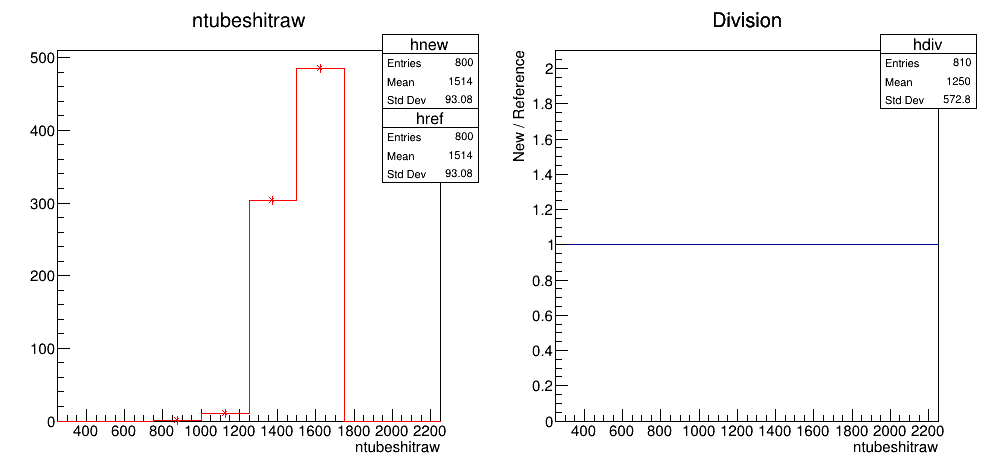 ntubeshitraw
hnew
Entries 800
Mean 1514
Std Dev 93.08
href
Entries 800
Mean 1514
Std Dev 93.08
500
400
300
200
100
0
400 600 800 1000 1200 1400 1600 1800 2000 2200
ntubeshitraw
Division
hdiv
Entries 810
Mean 1250
Std Dev 572.8
New / Reference
2
1.8
1.6
1.4
1.2
1
0.8
0.6
0.4
0.2
0
400 600 800 1000 1200 1400 1600 1800 2000 2200
ntubeshitraw